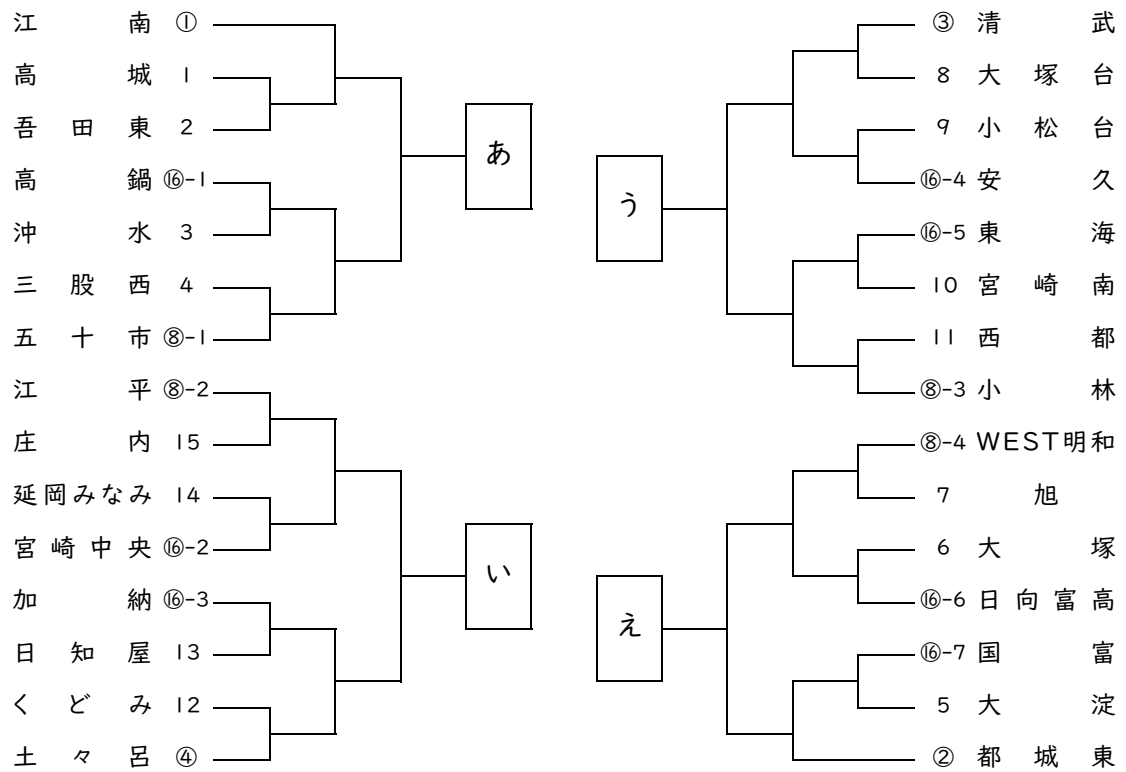 江南 ①
高城 1
吾田東 2
高鍋 ⑯-1
沖水 3
三股西 4
五十市 ⑧-1
江平 ⑧-2
庄内 15
延岡みなみ 14
宮崎中央 ⑯-2
加納 ⑯-3
日知屋 13
くどみ 12
土々呂 ④
あ
い
う
え
③ 清武
8 大塚台
9 小松台
⑯-4 安久
⑯-5 東海
10 宮崎南
11 西都
⑧-3 小林
⑧-4 WEST明和
7 旭
6 大塚
⑯-6 日向富高
⑯-7 国富
5 大淀
② 都城東